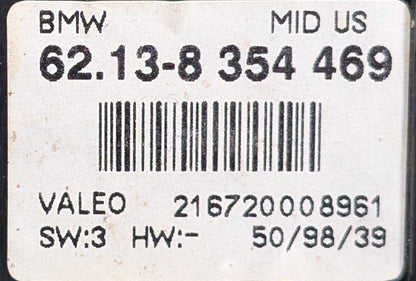 BMW MID US
62.13-8 354 469
VALEO 216720008961
SW:3 HW:- 50/98/39